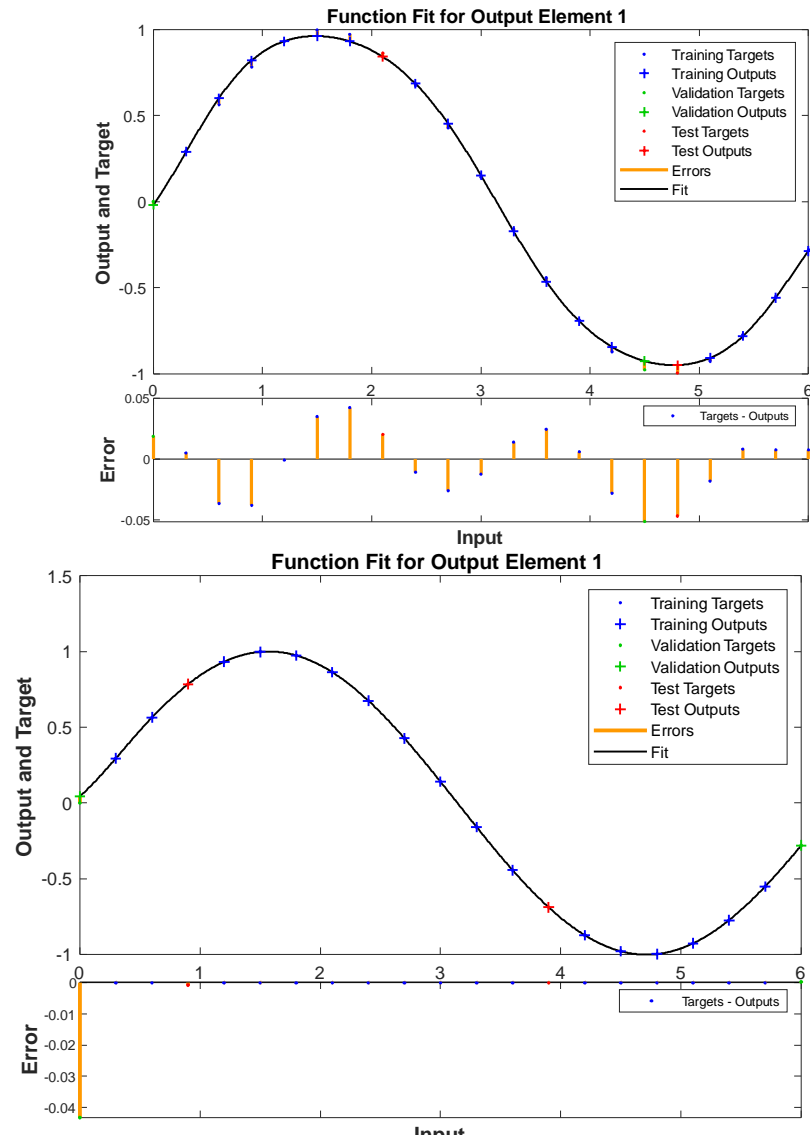 Function Fit for Output Element 1
1
0.5
0
-0.5
-1
Output and Target
Training Targets
Training Outputs
Validation Targets
Validation Outputs
Test Targets
Test Outputs
Errors
Fit
0 1 2 3 4 5 6
0.05
0
-0.05
Error
Targets - Outputs
Input
Function Fit for Output Element 1
1.5
1
0.5
0
-0.5
-1
Output and Target
Training Targets
Training Outputs
Validation Targets
Validation Outputs
Test Targets
Test Outputs
Errors
Fit
0 1 2 3 4 5 6
0
-0.01
-0.02
-0.03
-0.04
Error
Targets - Outputs
Input